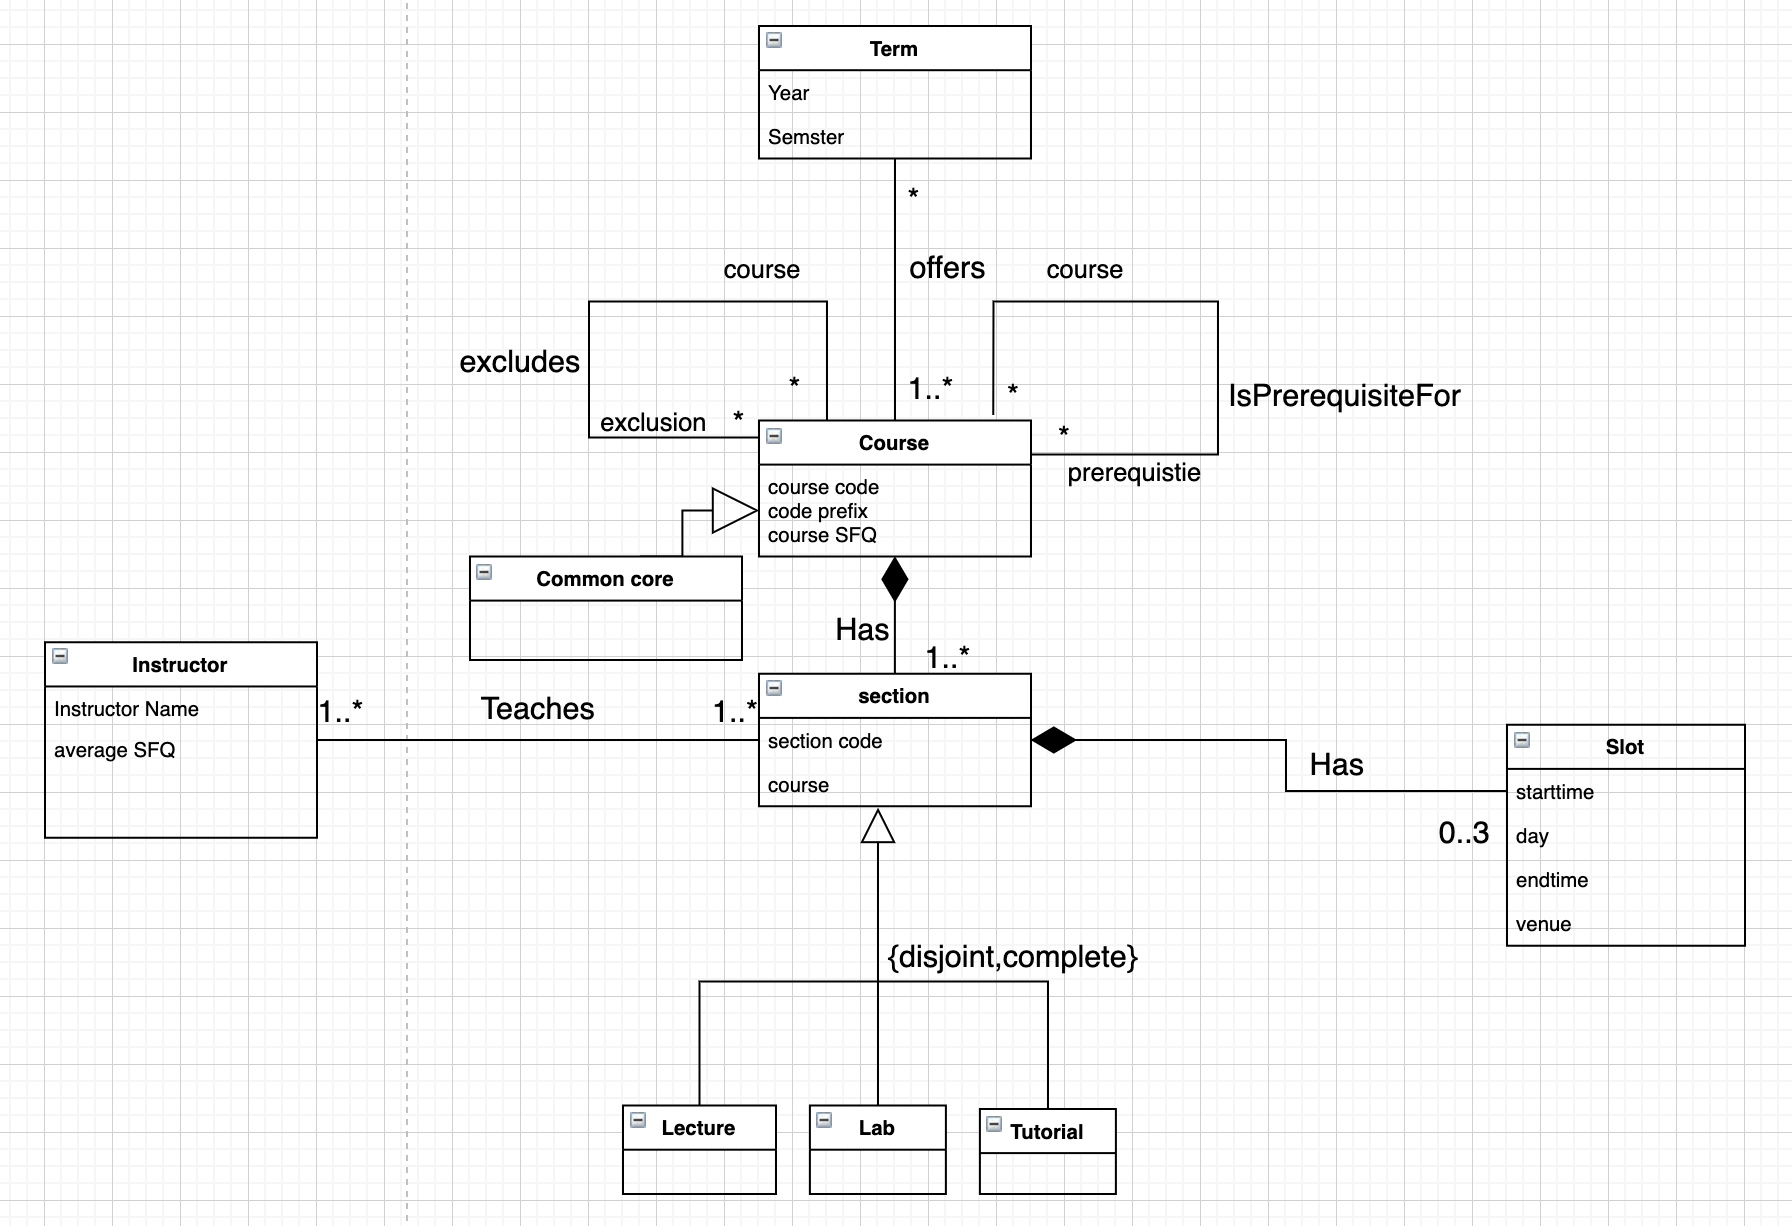 Term
Year
Semster
*
course
offers
course
excludes
*
1..*
*
IsPrerequisiteFor
exclusion
*
*
Course
prerequistie
course code
code prefix
course SFQ
Common core
Has
1..*
Instructor
section
Instructor Name
1..*
Teaches
1..*
average SFQ
section code
course
Slot
Has
starttime
0..3
day
endtime
venue
{disjoint,complete}
Lecture
Lab
Tutorial